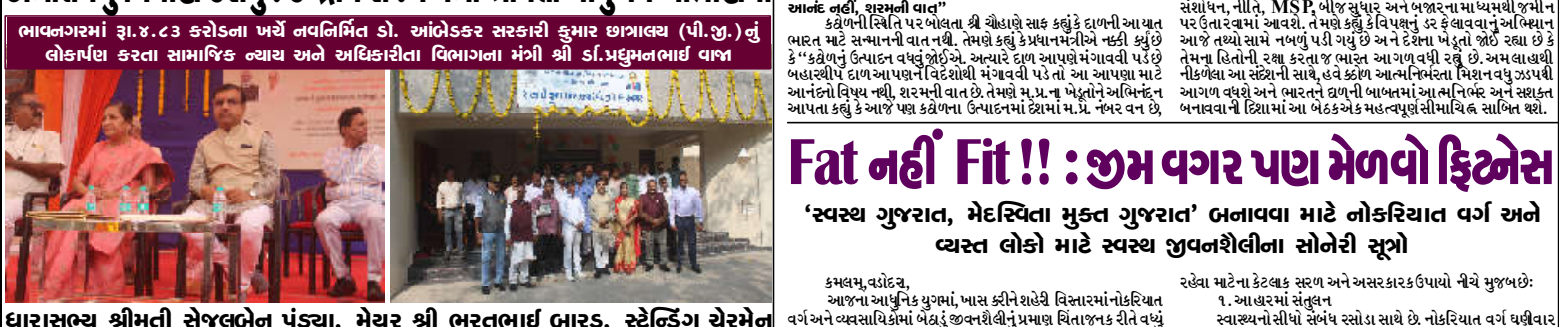 ભાવનગરમાં રૂા.૪.૮૩ કરોડના ખર્ચે નવનિર્મિત ડો. આંબેડકર સરકારી કુમાર છાત્રાલય (પી.જી.)નું
લોકાર્પણ કરતા સામાજિક ન્યાય અને અધિકારીતા વિભાગના મંત્રી શ્રી ર્ડા.પ્રદ્યુમનભાઈ વાજા
ધારાસભ્ય શ્રીમતી સેજલબેન પંડ્યા, મેયર શ્રી ભરતભાઈ બારડ, સ્ટેન્ડિંગ ચેરમેન
આનંદ નહીં, શરમની વાત”
કઠોળની સ્થિતિ પર બોલતા શ્રી ચૌહાણે સાફ કહ્યું કે દાળની આયાત
ભારત માટે સન્માનની વાત નથી. તેમણે કહ્યું કે પ્રધાનમંત્રીએ નક્કી કર્યું છે
કે “કઠોળનું ઉત્પાદન વધવું જોઈએ. અત્યારે દાળ આપણે મંગાવવી પડે છે
બહારથી૫ દાળ આપણને વિદેશોથી મંગાવવી પડે તો આ આપણા માટે
આનંદનો વિષય નથી, શરમની વાત છે. તેમણે મ.પ્ર.ના ખેડૂતોને અભિનંદન
આપતા કહ્યું કે આજે પણ કઠોળના ઉત્પાદનમાં દેશમાં મ.પ્ર. નંબર વન છે,
સંશોધન, નીતિ, MSP, બીજ સુધાર અને બજારના માધ્યમથી જમીન
પર ઉતારવામાં આવશે. તેમણે કહ્યું કે વિપક્ષનું ડર ફેલાવવાનું અભિયાન
આજે તથ્યો સામે નબળું પડી ગયું છે અને દેશના ખેડૂતો જોઈ રહ્યા છે કે
તેમના હિતોની રક્ષા કરતા જ ભારત આગળ વધી રહ્યુ છે. અમલાહાથી
નીકળેલા આ સંદેશની સાથે, હવે કઠોળ આત્મનિર્ભરતા મિશન વધુ ઝડપથી
આગળ વધશે અને ભારતને દાળની બાબતમાં આત્મનિર્ભર અને સશક્ત
બનાવવાની દિશામાં આ બેઠક એક મહત્વપૂર્ણ સીમાચિહ્ન સાબિત થશે.
Fat નહીં Fit !! : જીમ વગર પણ મેળવો ફિટનેસ
‘સ્વસ્થ ગુજરાત, મેદસ્વિતા મુક્ત ગુજરાત’ બનાવવા માટે નોકરિયાત વર્ગ અને
વ્યસ્ત લોકો માટે સ્વસ્થ જીવનશૈલીના સોનેરી સૂત્રો
કમલમ્,વડોદરા,
આજના આધુનિક યુગમાં, ખાસ કરીને શહેરી વિસ્તારમાં નોકરિયાત
વર્ગ અને વ્યવસાયિકોમાં બેઠાડું જીવનશૈલીનું પ્રમાણ ચિંતાજનક રીતે વધ્યું
રહેવા માટેના કેટલાક સરળ અને અસરકારક ઉપાયો નીચે મુજબ છેઃ
૧. આહારમાં સંતુલન
સ્વાસ્થ્યનો સીધો સંબંધ રસોડા સાથે છે. નોકરિયાત વર્ગ ઘણીવાર